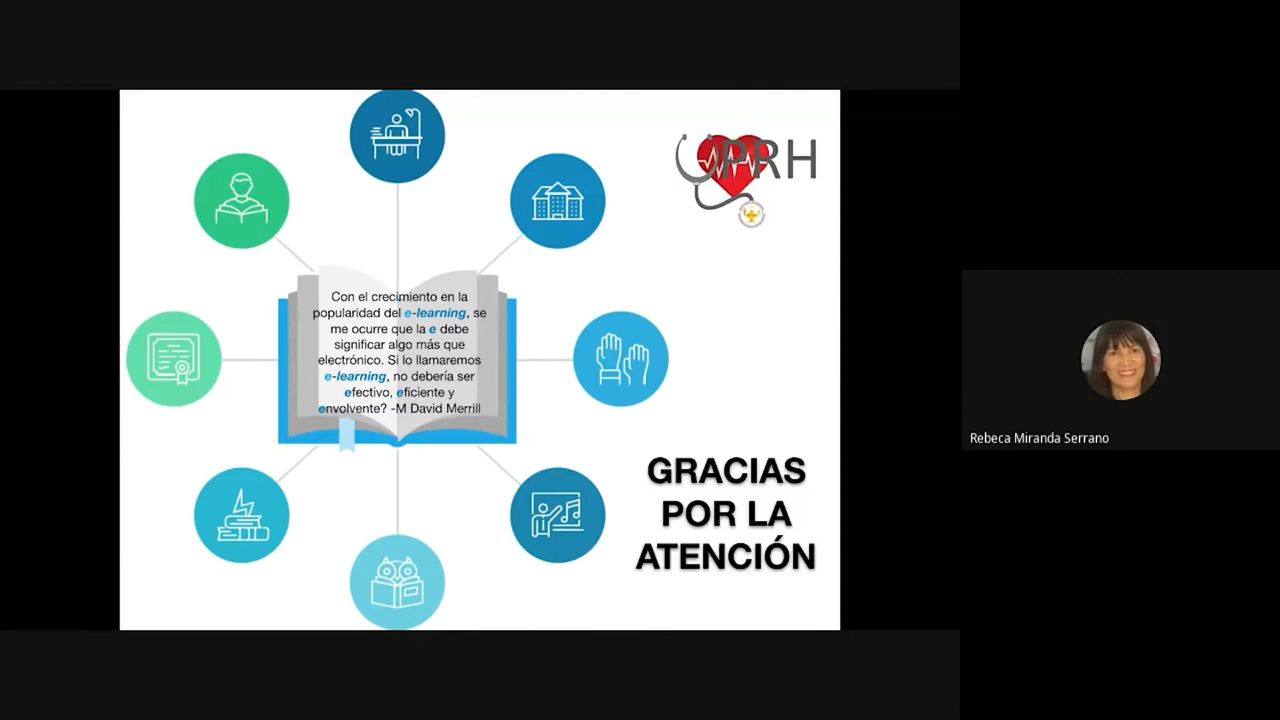 UPRH
Con el crecimiento en la
popularidad del e-learning, se
me ocurre que la e debe
significar algo más que
electrónico. Si lo llamaremos
e-learning, no debería ser
efectivo, eficiente y
envolvente? -M David Merrill
GRACIAS
POR LA
ATENCIÓN
Rebeca Miranda Serrano